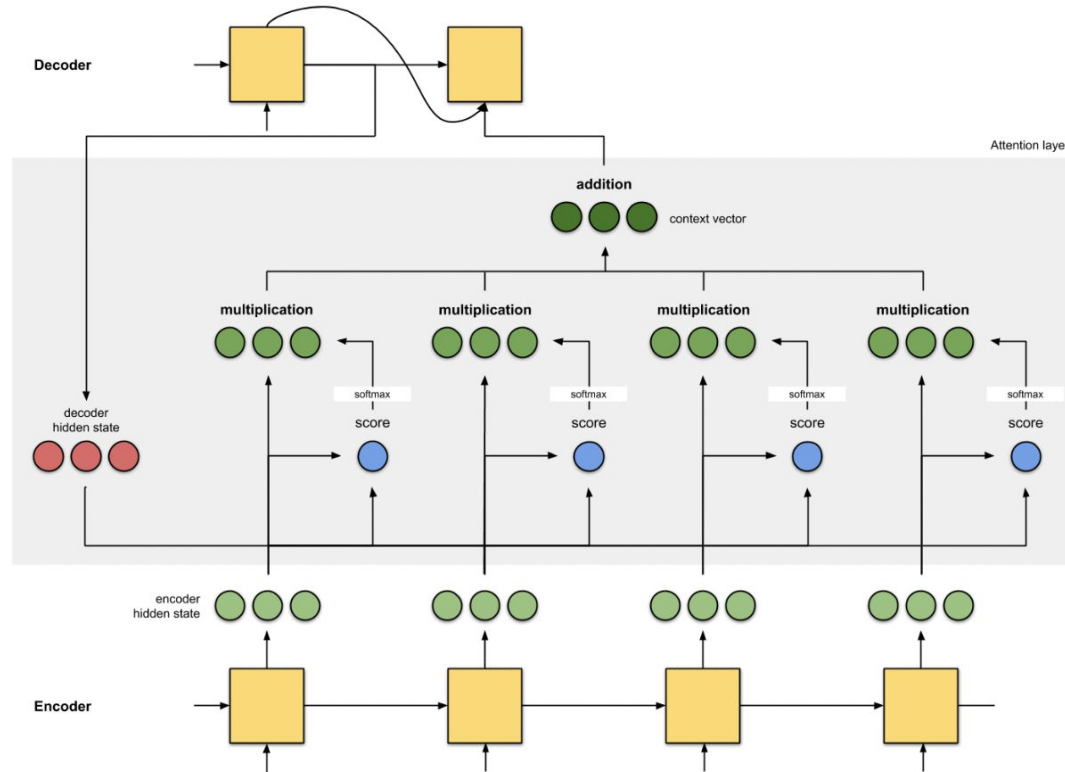 Decoder
Attention layer
addition
context vector
multiplication
multiplication
multiplication
multiplication
softmax
softmax
softmax
softmax
decoder
hidden state
score
score
score
score
encoder
hidden state
Encoder